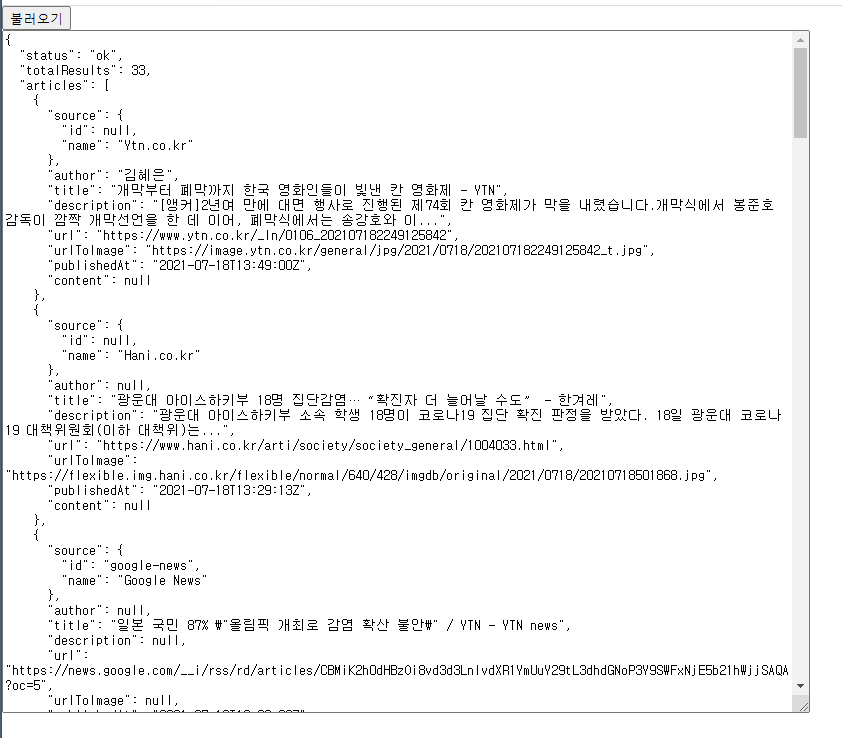 불러오기
{
"status": "ok",
"totalResults": 33,
"articles": [
{
"source": {
"id": null,
"name": "Ytn.co.kr"
},
"author": "김혜은",
"title": "개막부터 폐막까지 한국 영화인들이 빛낸 칸 영화제 - YTN",
"description": "[앵커]2년여 만에 대면 행사로 진행된 제74회 칸 영화제가 막을 내렸습니다.개막식에서 봉준호
감독이 깜짝 개막선언을 한 데 이어, 폐막식에서는 송강호와 이...",
"url": "https://www.ytn.co.kr/_ln/0106_202107182249125842",
"urlToImage": "https://image.ytn.co.kr/general/jpg/2021/0718/202107182249125842_t.jpg",
"publishedAt": "2021-07-18T13:49:00Z",
"content": null
},
{
"source": {
"id": null,
"name": "Hani.co.kr"
},
"author": null,
"title": "광운대 아이스하키부 18명 집단감염… “확진자 더 늘어날 수도” - 한겨레",
"description": "광운대 아이스하키부 소속 학생 18명이 코로나19 집단 확진 판정을 받았다. 18일 광운대 코로나
19 대책위원회(이하 대책위)는...",
"url": "https://www.hani.co.kr/arti/society/society_general/1004033.html",
"urlToImage":
"https://flexible.img.hani.co.kr/flexible/normal/640/428/imgdb/original/2021/0718/20210718501868.jpg",
"publishedAt": "2021-07-18T13:29:13Z",
"content": null
},
{
"source": {
"id": "google-news",
"name": "Google News"
},
"author": null,
"title": "일본 국민 87% \"올림픽 개최로 감염 확산 불안\" / YTN - YTN news",
"description": null,
"url":
"https://news.google.com/__i/rss/rd/articles/CBMiK2h0dHBzOi8vd3d3LnlvdXR1YmUuY29tL3dhdGNoP3Y9SWFxNjE5b21hWjjSAQA
?oc=5",
"urlToImage": null,